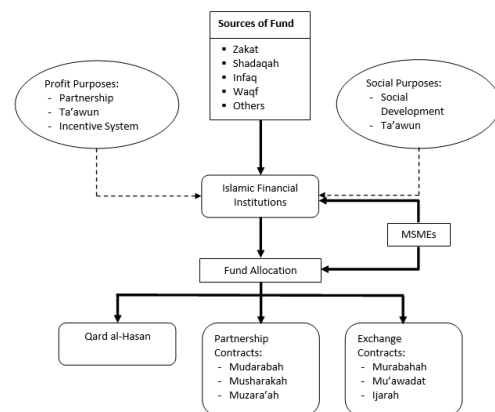 Sources of Fund
▪ Zakat
▪ Shadaqah
▪ Infaq
▪ Waqf
▪ Others
Profit Purposes:
- Partnership
- Ta'awun
- Incentive System
Social Purposes:
- Social
Development
- Ta'awun
Islamic Financial
Institutions
MSMEs
Fund Allocation
Qard al-Hasan
Partnership
Contracts:
- Mudarabah
- Musharakah
- Muzara'ah
Exchange
Contracts:
- Murabahah
- Mu'awadat
- Ijarah